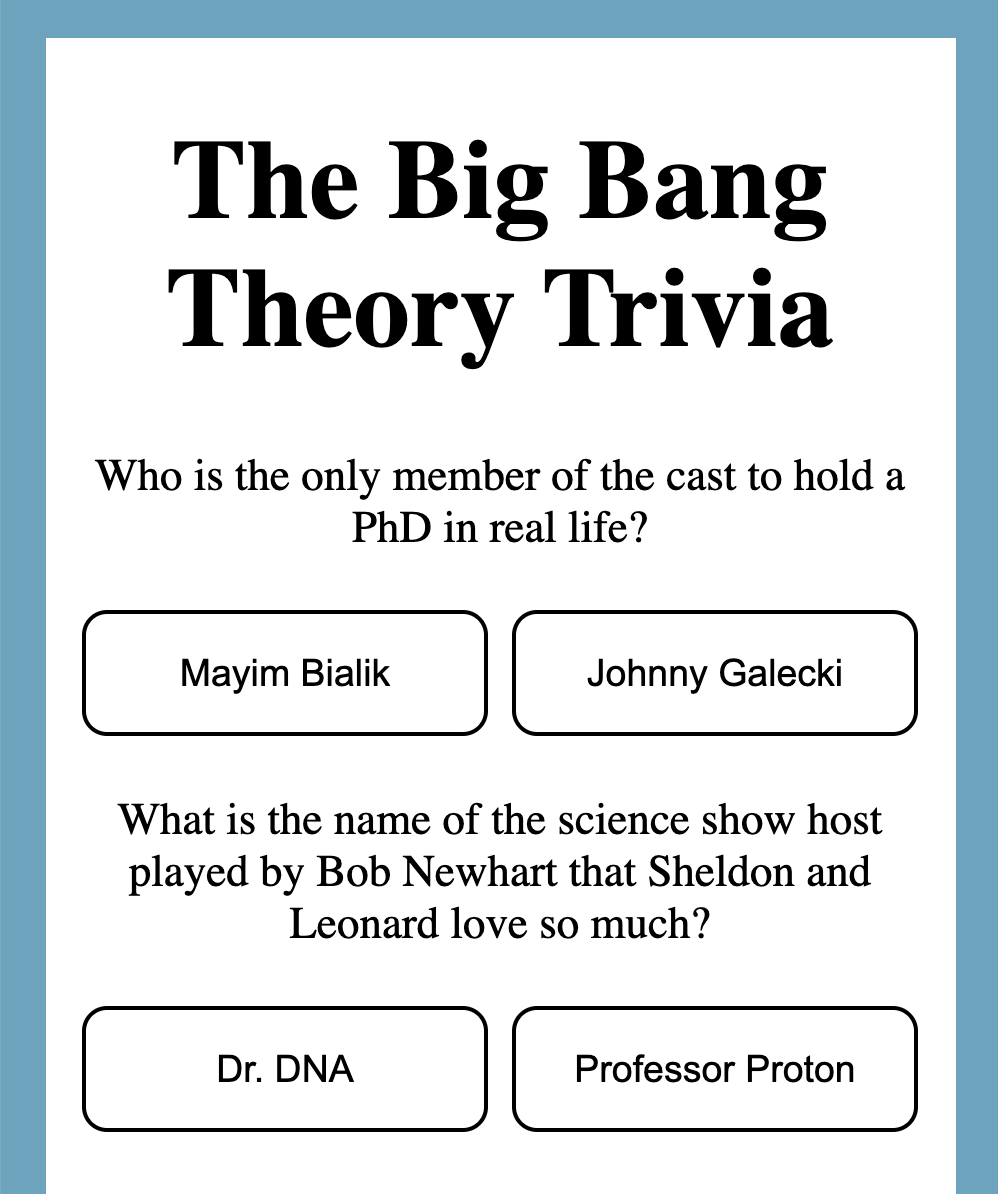 The Big Bang
Theory Trivia
Who is the only member of the cast to hold a
PhD in real life?
Mayim Bialik
Johnny Galecki
What is the name of the science show host
played by Bob Newhart that Sheldon and
Leonard love so much?
Dr. DNA
Professor Proton